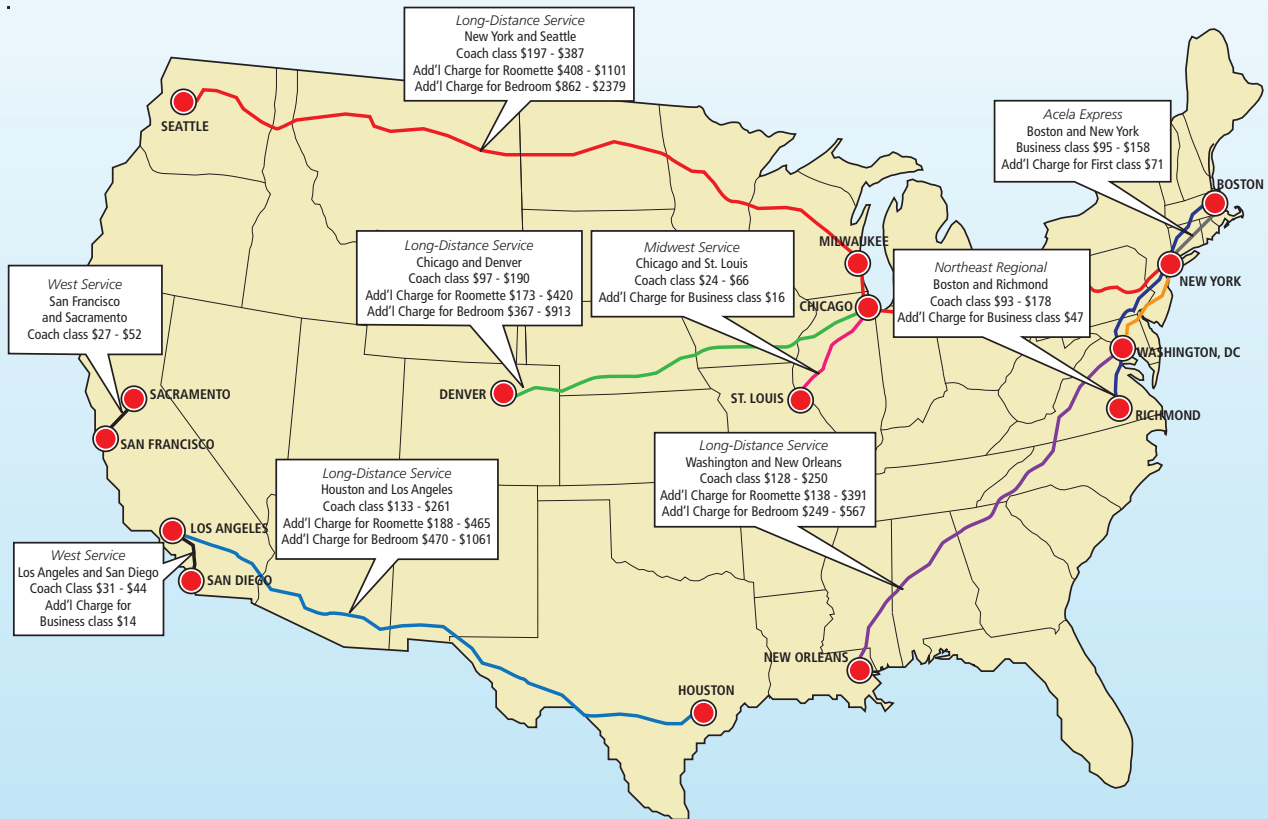 Long-Distance Service
New York and Seattle
Coach class $197 - $387
Add'l Charge for Roomette $408 - $1101
Add'l Charge for Bedroom $862 - $2379
SEATTLE
Acela Express
Boston and New York
Business class $95 - $158
Add'l Charge for First class $71
BOSTON
Long-Distance Service
Chicago and Denver
Coach class $97 - $190
Add'l Charge for Roomette $173 - $420
Add'l Charge for Bedroom $367 - $913
Midwest Service
Chicago and St. Louis
Coach class $24 - $66
Add'l Charge for Business class $16
MILWAUKEE
CHICAGO
Northeast Regional
Boston and Richmond
Coach class $93 - $178
Add'l Charge for Business class $47
NEW YORK
West Service
San Francisco
and Sacramento
Coach class $27 - $52
WASHINGTON, DC
SACRAMENTO
DENVER
ST. LOUIS
RICHMOND
SAN FRANCISCO
Long-Distance Service
Washington and New Orleans
Coach class $128 - $250
Add'l Charge for Roomette $138 - $391
Add'l Charge for Bedroom $249 - $567
Long-Distance Service
Houston and Los Angeles
Coach class $133 - $261
Add'l Charge for Roomette $188 - $465
Add'l Charge for Bedroom $470 - $1061
LOS ANGELES
West Service
Los Angeles and San Diego
Coach Class $31 - $44
Add'l Charge for
Business class $14
SAN DIEGO
NEW ORLEANS
HOUSTON